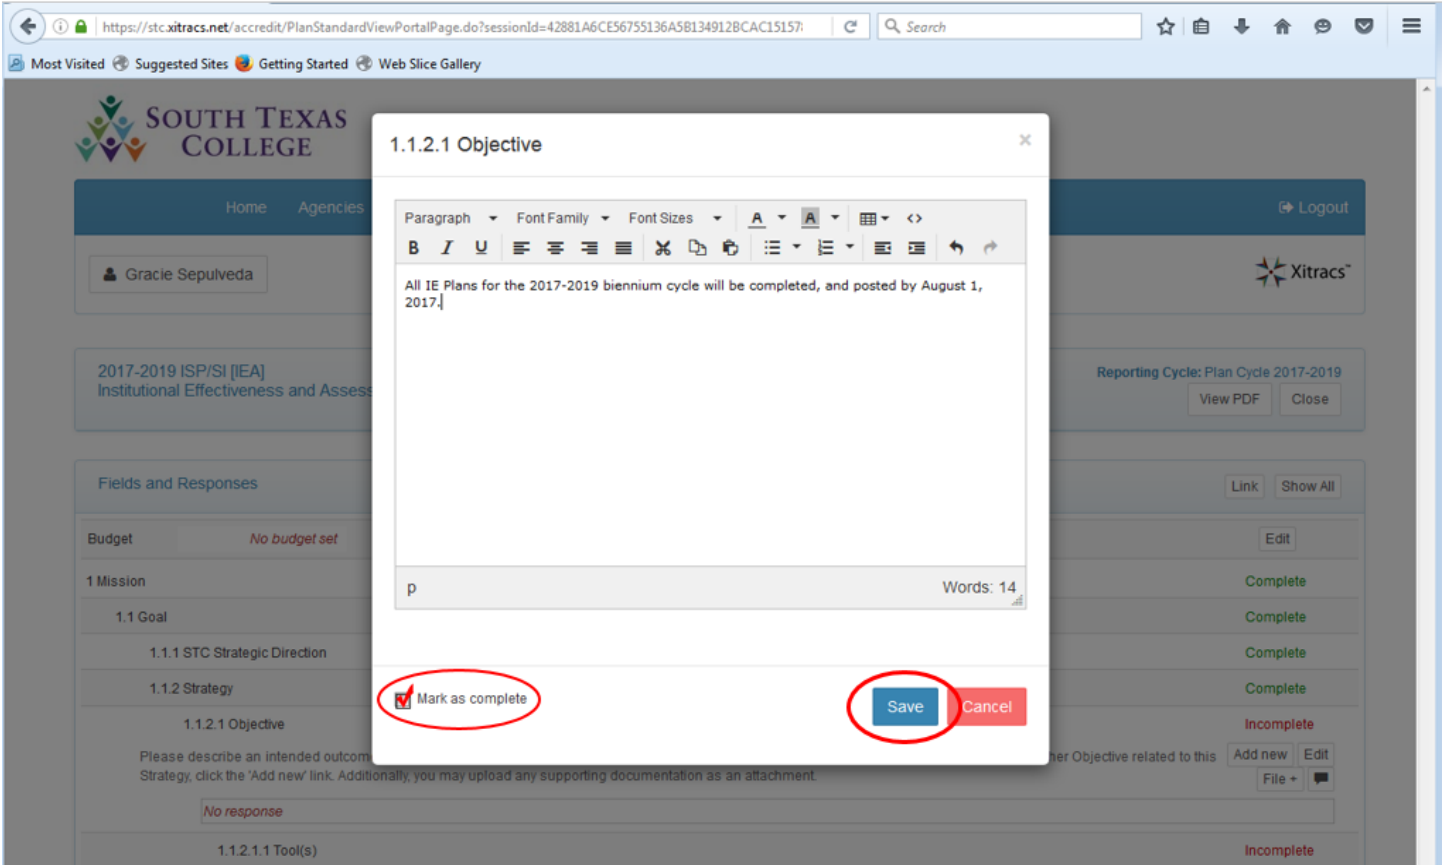 https://stc.xitracs.net/accredit/PlanStandardViewPortalPage.do?sessionId=42881A6CE56755136A5B134912BCAC15157
Search
Most Visited Suggested Sites Getting Started Web Slice Gallery
SOUTH TEXAS
COLLEGE
Home Agencies
Logout
Gracie Sepulveda
Xitracs™
2017-2019 ISP/SI [IEA]
Institutional Effectiveness and Assess
Reporting Cycle: Plan Cycle 2017-2019
View PDF Close
Fields and Responses
Link Show All
Budget No budget set Edit
1 Mission Complete
1.1 Goal Complete
1.1.1 STC Strategic Direction Complete
1.1.2 Strategy Complete
1.1.2.1 Objective Incomplete
Please describe an intended outcom
her Objective related to this
Add new Edit
Strategy, click the 'Add new' link. Additionally, you may upload any supporting documentation as an attachment.
File +
No response
1.1.2.1.1 Tool(s) Incomplete
1.1.2.1 Objective ×
Paragraph Font Family Font Sizes A A <>
B I U
All IE Plans for the 2017-2019 biennium cycle will be completed, and posted by August 1,
2017.
p Words: 14
Mark as complete
Save Cancel